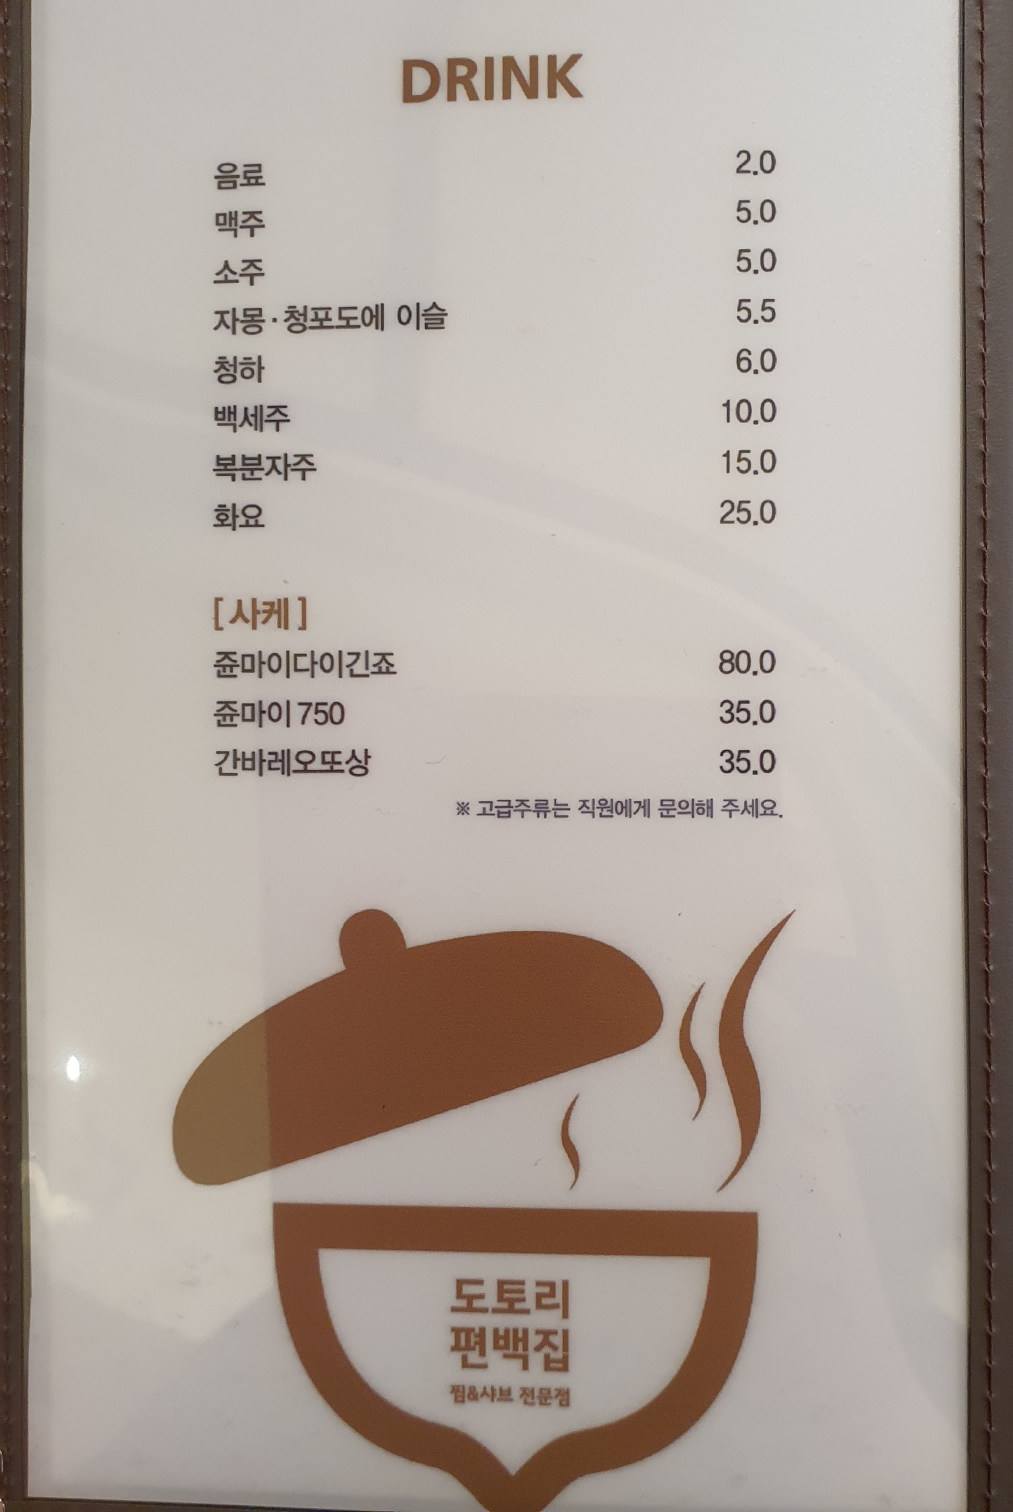 DRINK
음료 2.0
맥주 5.0
소주 5.0
자몽·청포도에 이슬 5.5
청하 6.0
백세주 10.0
복분자주 15.0
화요 25.0
[사케]
쥰마이다이긴죠 80.0
쥰마이 750 35.0
간바레오또상 35.0
※ 고급주류는 직원에게 문의해 주세요.
도토리
편백집
찜&샤브 전문점